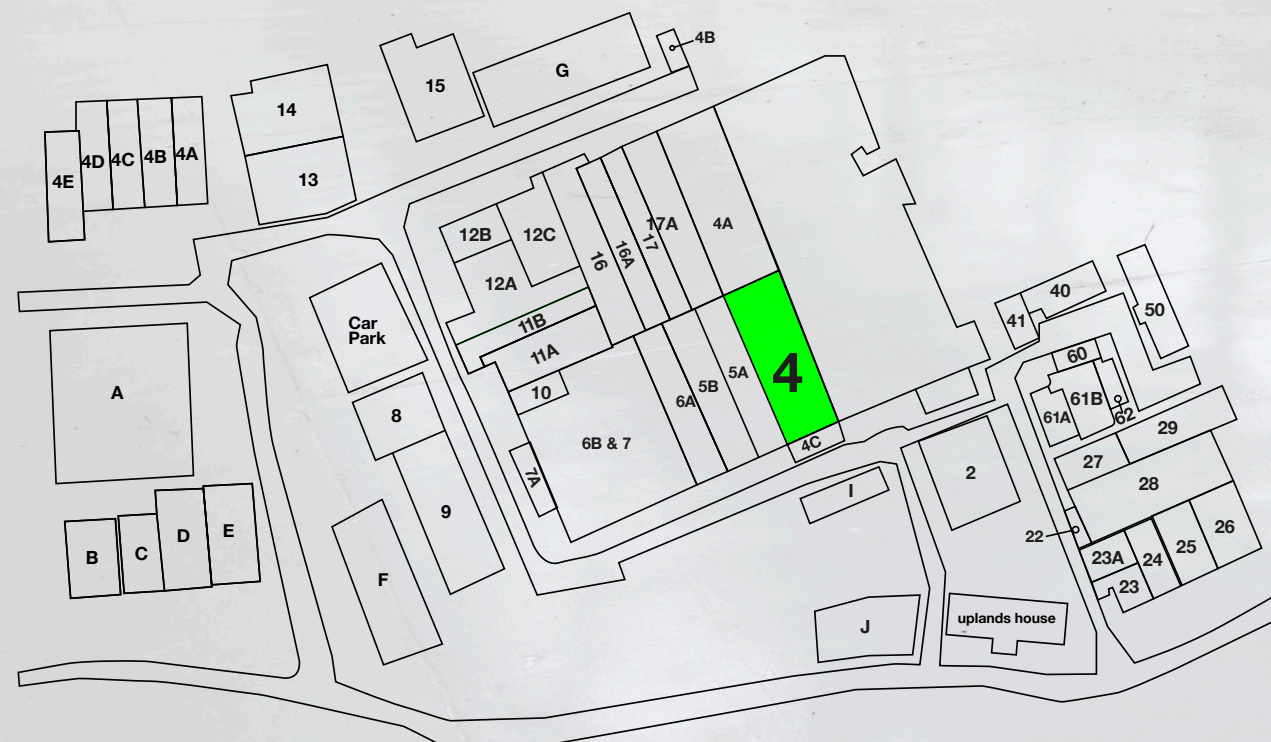 4B
G
15
14
13
4E
4D
4C
4B
4A
12B
12C
12A
11B
11A
10
16
16A
17
17A
4A
4
4C
5A
5B
6A
6B & 7
7A
Car
Park
8
9
F
A
B
C
D
E
I
J
2
uplands house
40
41
50
60
61A
61B
62
29
27
28
22
23A
23
24
25
26